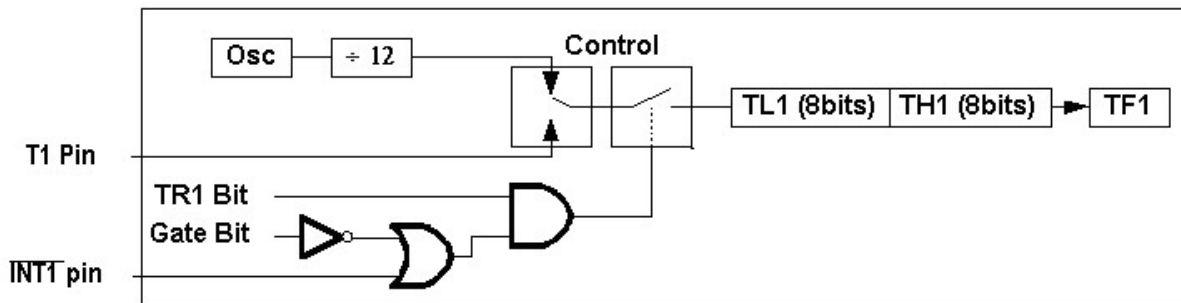 Osc
÷ 12
Control
TL1 (8bits)
TH1 (8bits)
TF1
T1 Pin
TR1 Bit
Gate Bit
INT1 pin